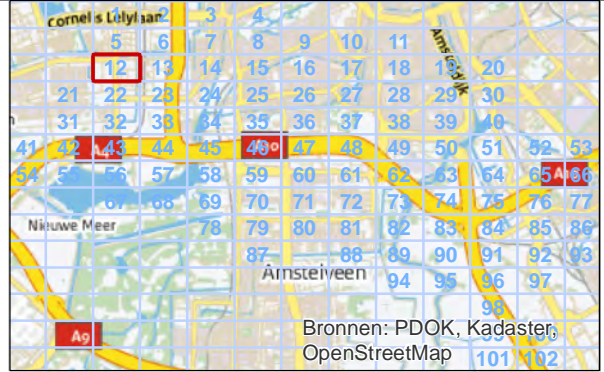 Cornelis Lelylaan 1 2 3 4
5 6 7 8 9 10 11
Amsteldijk
12 13 14 15 16 17 18 19 20
21 22 23 24 25 26 27 28 29 30
31 32 33 34 35 36 37 38 39 40
41 42 43 44 45 46 47 48 49 50 51 52 53
A4
54 55 56 57 58 59 60 61 62 63 64 65 66
67 68 69 70 71 72 73 74 75 76 77
Nieuwe Meer 78 79 80 81 82 83 84 85 86
87 88 89 90 91 92 93
Amstelveen 94 95 96 97
98
A9
Bronnen: PDOK, Kadaster,
OpenStreetMap
101 102